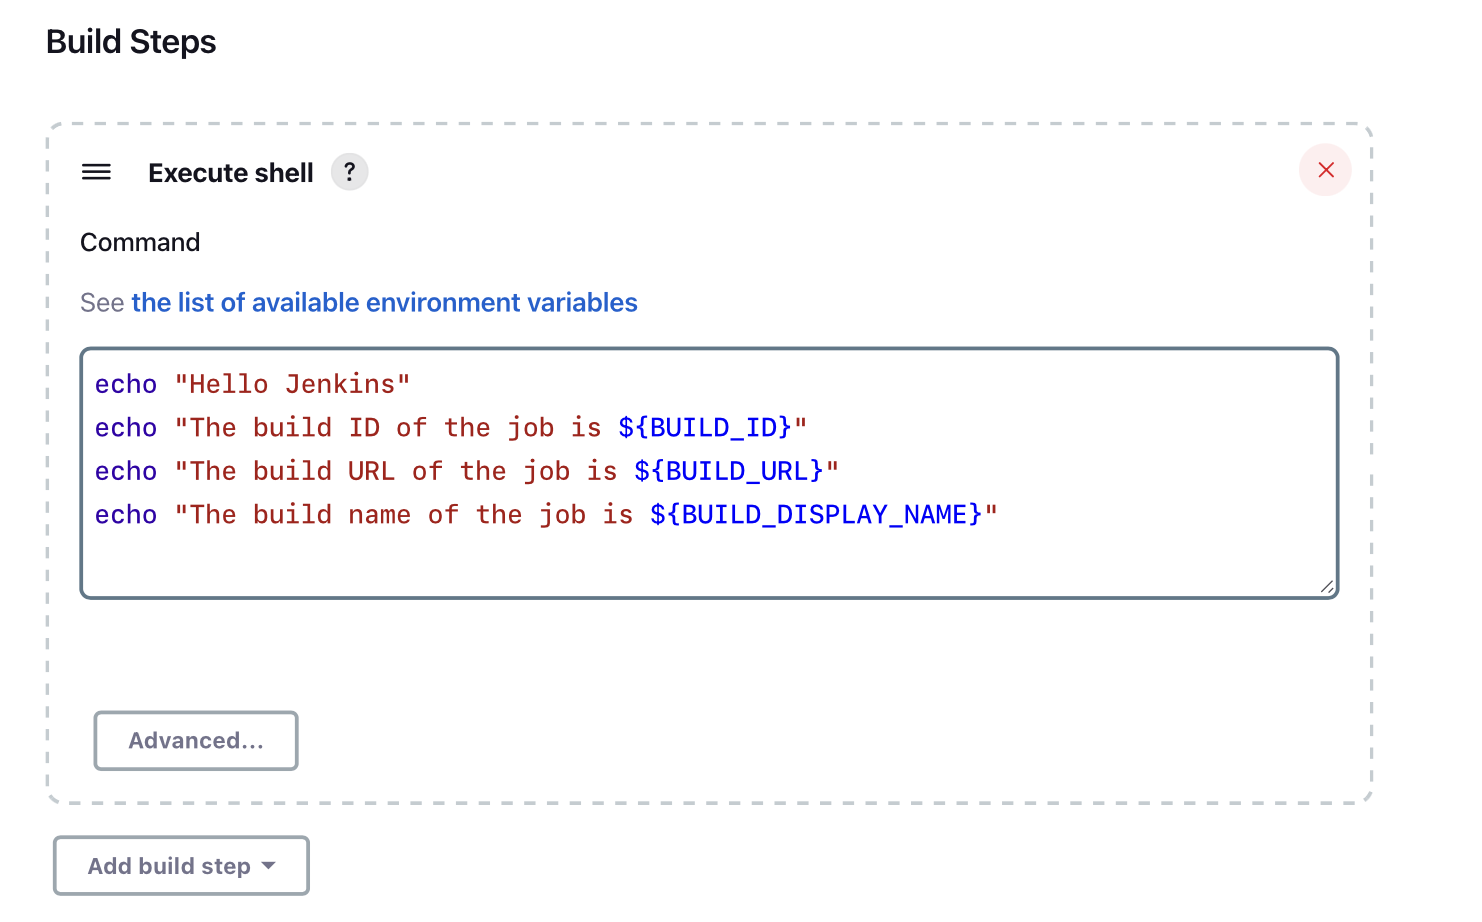 Build Steps
Execute shell ?
Command
See the list of available environment variables
echo "Hello Jenkins"
echo "The build ID of the job is ${BUILD_ID}"
echo "The build URL of the job is ${BUILD_URL}"
echo "The build name of the job is ${BUILD_DISPLAY_NAME}"
Advanced...
Add build step